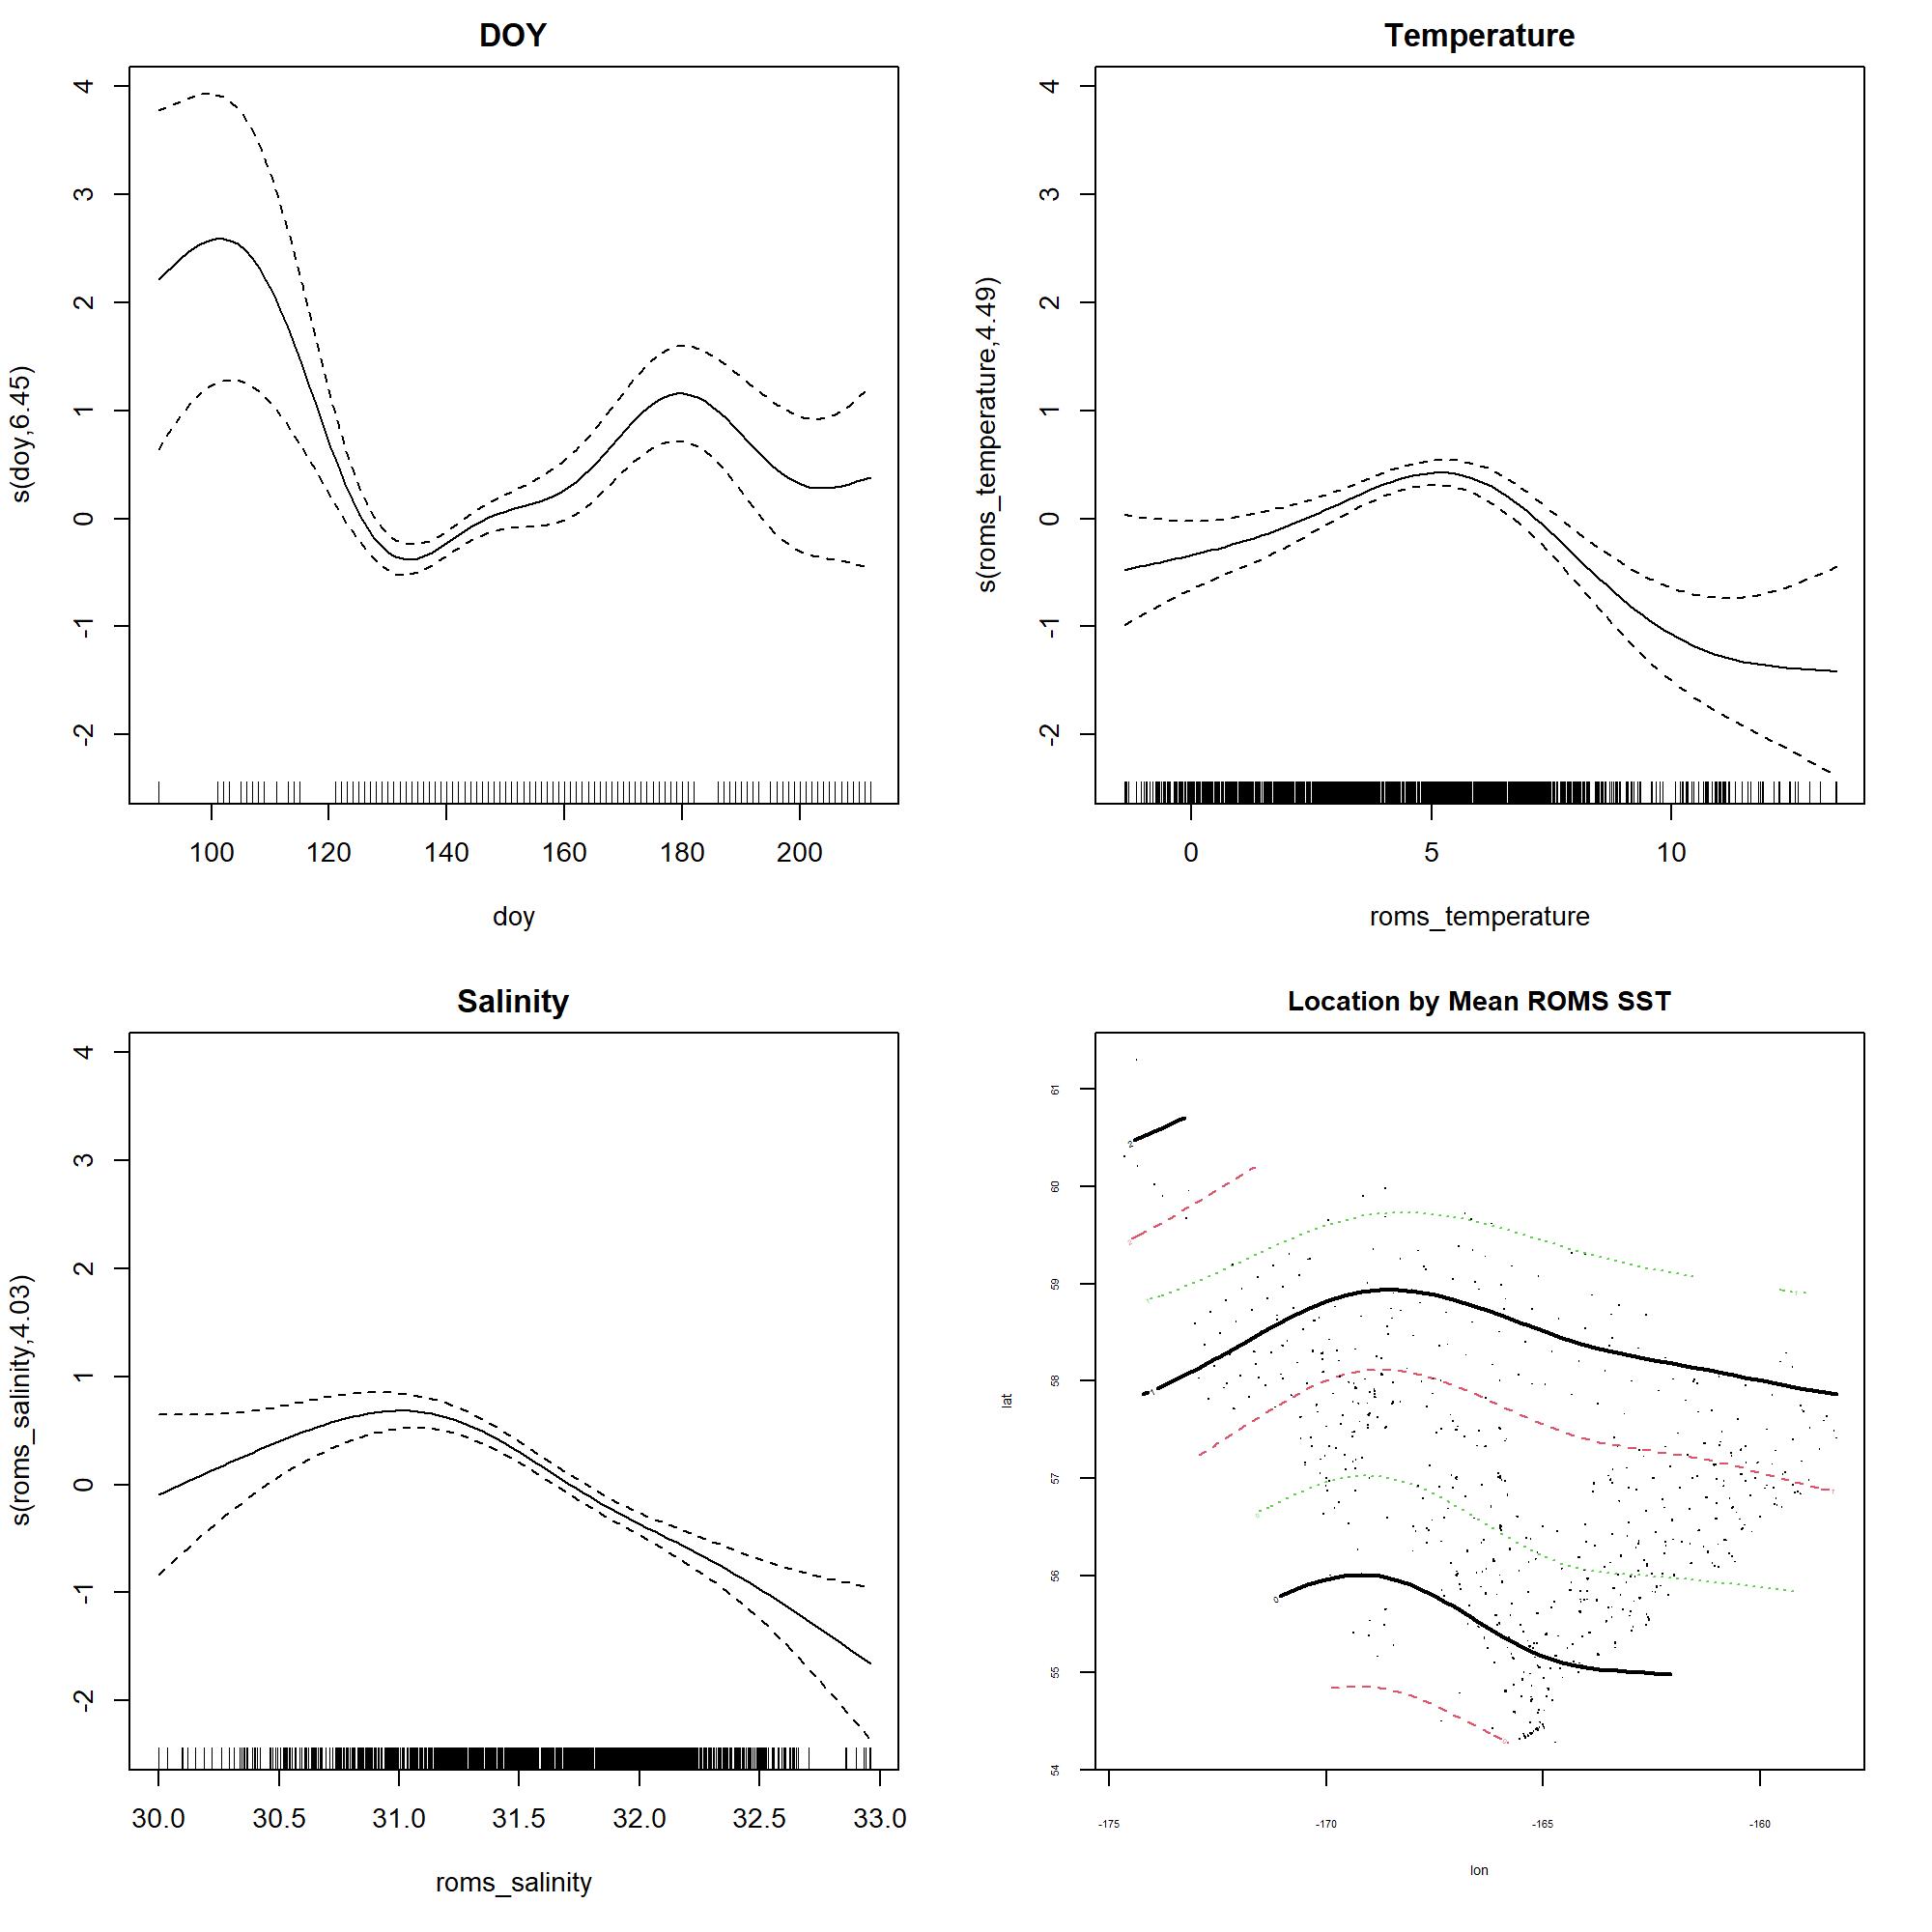 DOY
4
3
2
1
0
-1
-2
s(doy,6.45)
100 120 140 160 180 200
doy
Temperature
4
3
2
1
0
-1
-2
s(roms_temperature,4.49)
0 5 10
roms_temperature
Salinity
4
3
2
1
0
-1
-2
s(roms_salinity,4.03)
30.0 30.5 31.0 31.5 32.0 32.5 33.0
roms_salinity
Location by Mean ROMS SST
61
60
59
58
57
56
55
54
lat
2
0
-175 -170 -165 -160
lon